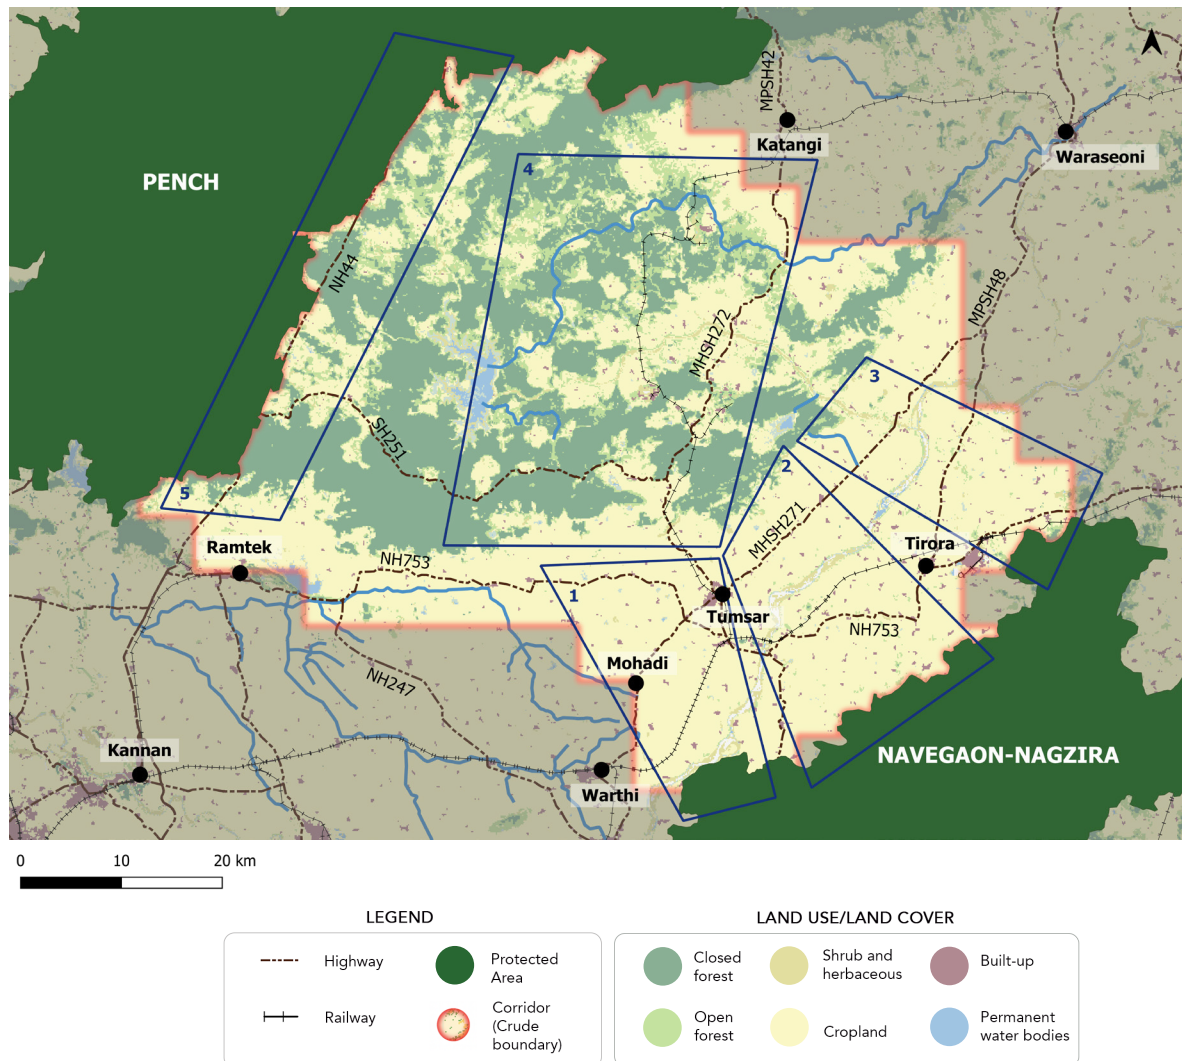 MPSH42
Katangi
Waraseoni
PENCH
4
NH44
MPSH48
MHSH272
3
SH251
2
5
MHSH271
Ramtek
NH753
Tirora
1
Tumsar
NH753
Mohadi
NH247
Kannan
NAVEGAON-NAGZIRA
Warthi
0 10 20 km
LEGEND
Highway
Protected
Area
Railway
Corridor
(Crude
boundary)
LAND USE/LAND COVER
Closed
forest
Shrub and
herbaceous
Built-up
Open
forest
Cropland
Permanent
water bodies